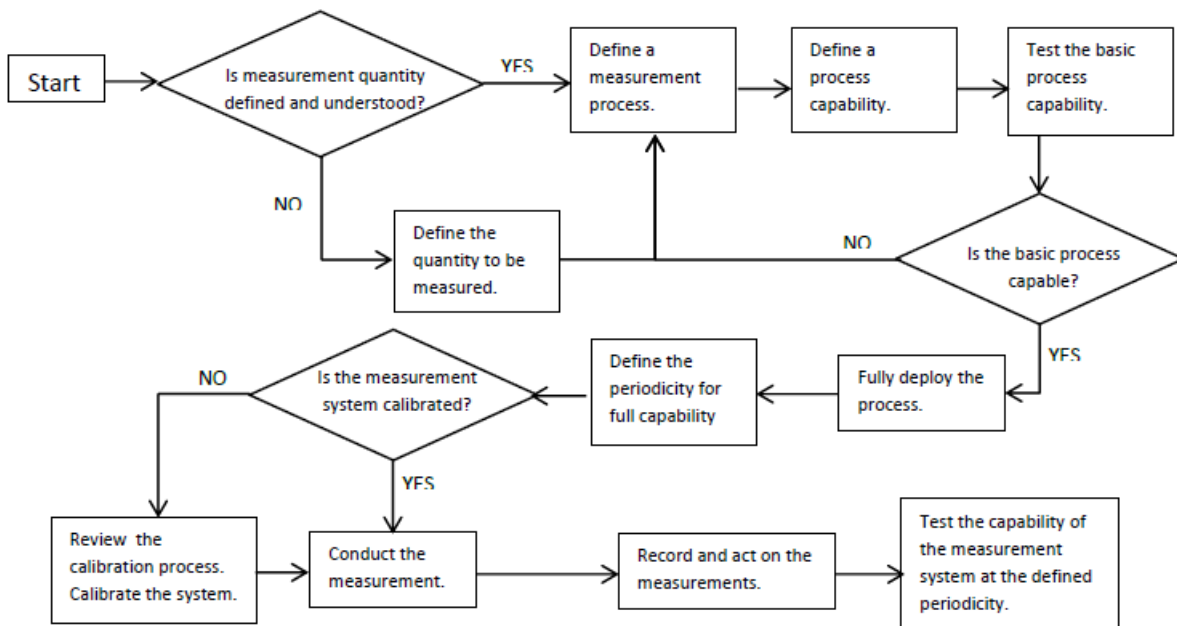 Start
Is measurement quantity
defined and understood?
YES
Define a
measurement
process.
Define a
process
capability.
Test the basic
process
capability.
NO
Define the
quantity to be
measured.
NO
Is the basic process
capable?
YES
Fully deploy the
process.
Define the
periodicity for
full capability
Is the measurement
system calibrated?
NO
YES
Review the
calibration process.
Calibrate the system.
Conduct the
measurement.
Record and act on the
measurements.
Test the capability of
the measurement
system at the defined
periodicity.